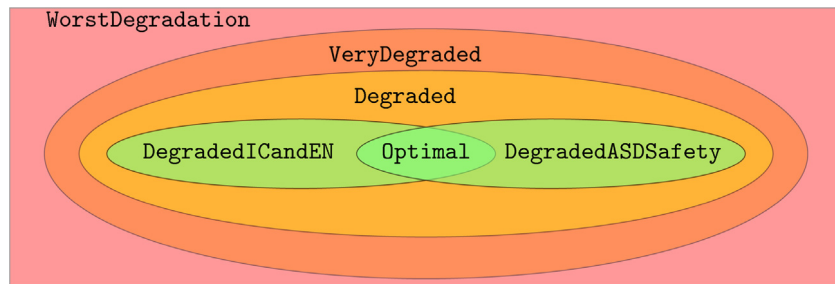 WorstDegradation
VeryDegraded
Degraded
DegradedICandEN Optimal DegradedASDSafety